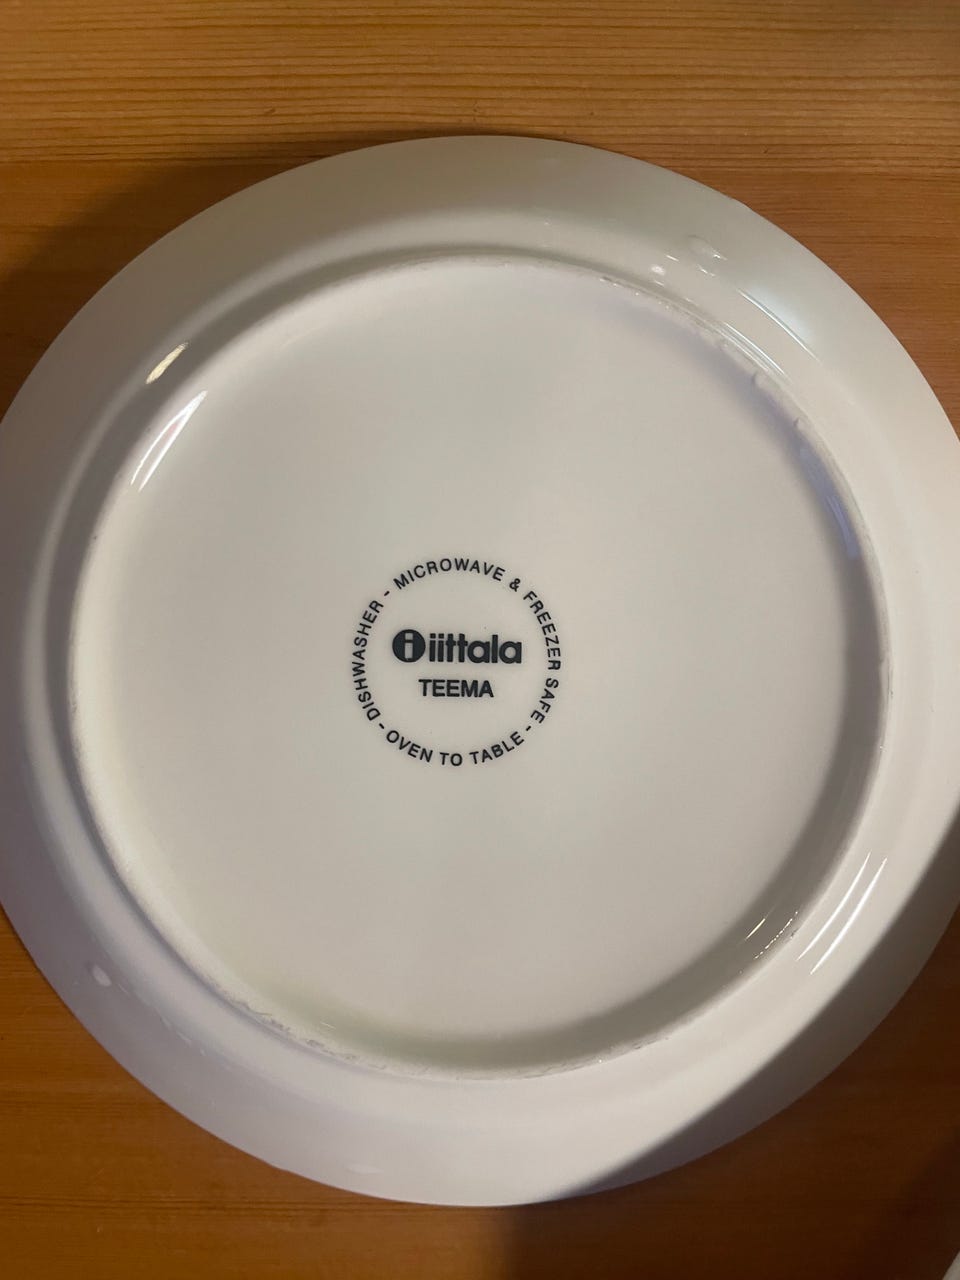 DISHWASHER - MICROWAVE & FREEZER SAFE - OVEN TO TABLE -
i iittala
TEEMA